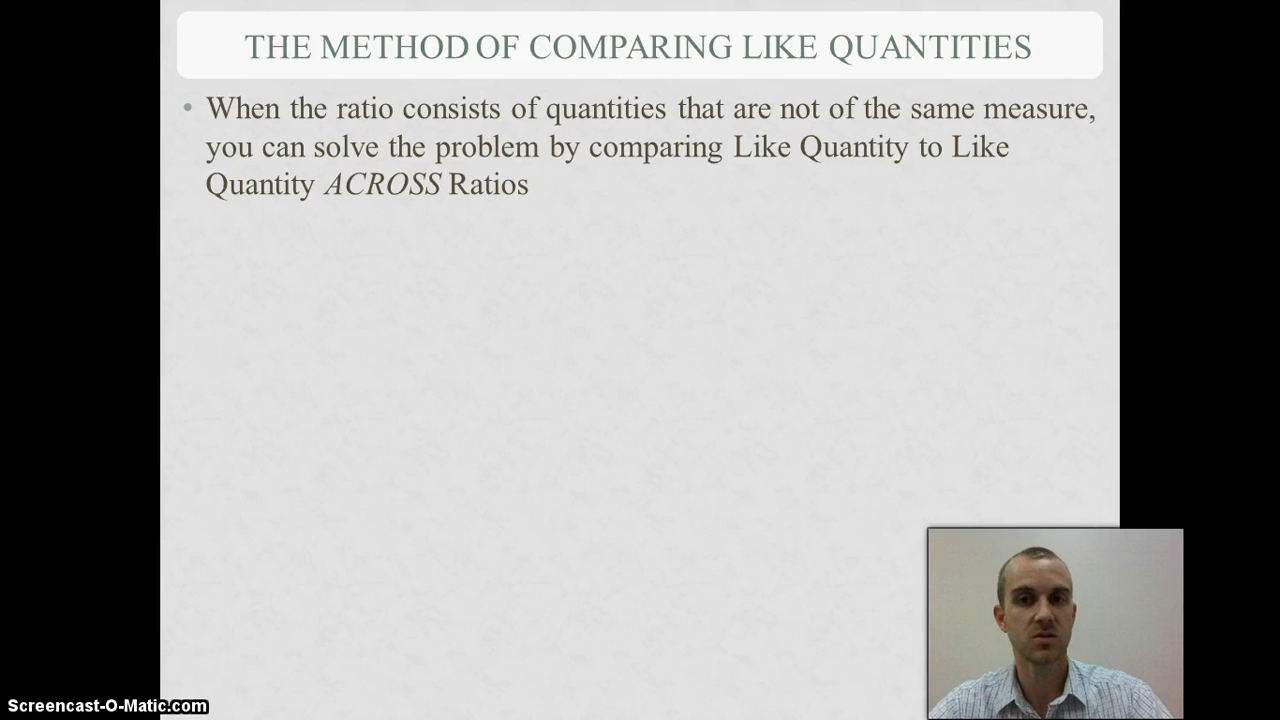 THE METHOD OF COMPARING LIKE QUANTITIES
• When the ratio consists of quantities that are not of the same measure,
you can solve the problem by comparing Like Quantity to Like
Quantity ACROSS Ratios
Screencast-O-Matic.com